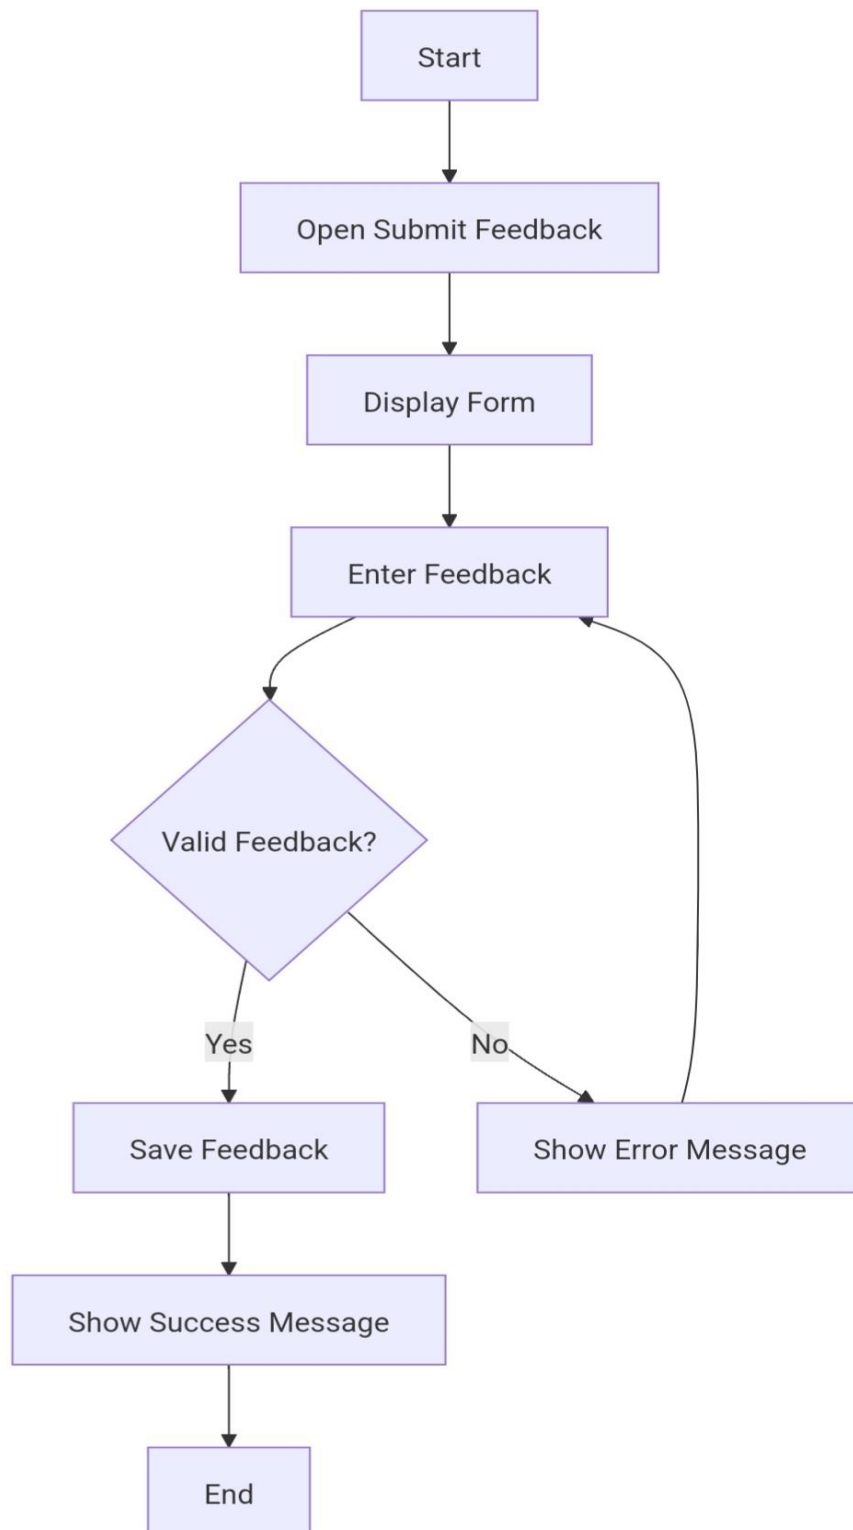 Start
Open Submit Feedback
Display Form
Enter Feedback
Valid Feedback?
Yes
No
Save Feedback
Show Error Message
Show Success Message
End